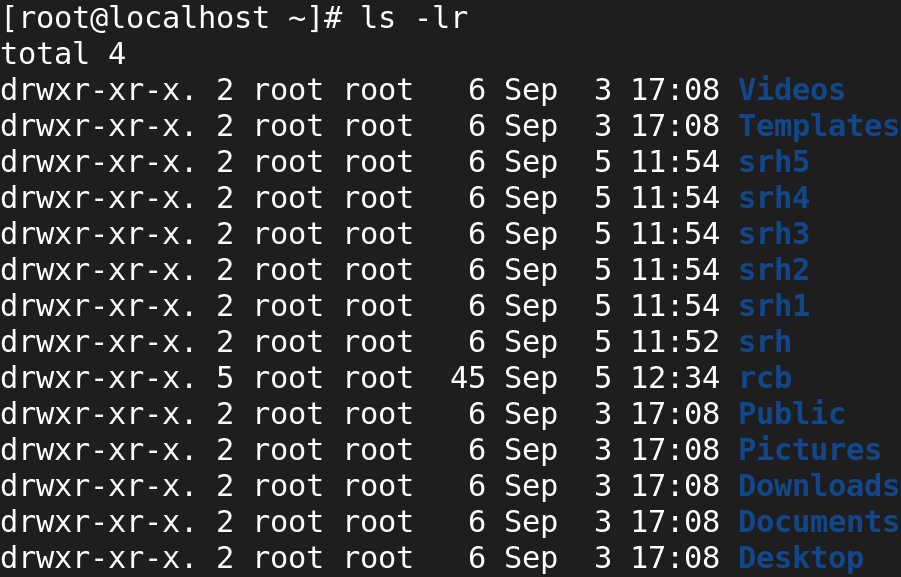 [root@localhost ~]# ls -lr
total 4
drwxr-xr-x. 2 root root   6 Sep  3 17:08 Videos
drwxr-xr-x. 2 root root   6 Sep  3 17:08 Templates
drwxr-xr-x. 2 root root   6 Sep  5 11:54 srh5
drwxr-xr-x. 2 root root   6 Sep  5 11:54 srh4
drwxr-xr-x. 2 root root   6 Sep  5 11:54 srh3
drwxr-xr-x. 2 root root   6 Sep  5 11:54 srh2
drwxr-xr-x. 2 root root   6 Sep  5 11:54 srh1
drwxr-xr-x. 2 root root   6 Sep  5 11:52 srh
drwxr-xr-x. 5 root root  45 Sep  5 12:34 rcb
drwxr-xr-x. 2 root root   6 Sep  3 17:08 Public
drwxr-xr-x. 2 root root   6 Sep  3 17:08 Pictures
drwxr-xr-x. 2 root root   6 Sep  3 17:08 Downloads
drwxr-xr-x. 2 root root   6 Sep  3 17:08 Documents
drwxr-xr-x. 2 root root   6 Sep  3 17:08 Desktop